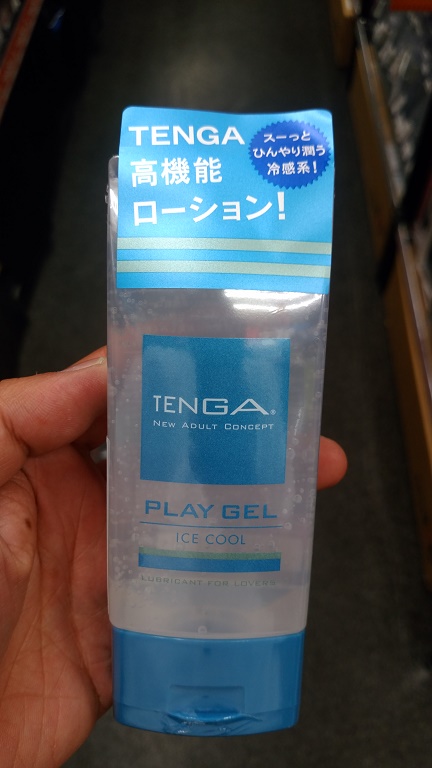 TENGA
高機能
ローション!
スーっと
ひんやり潤う
冷感系!
TENGA®
NEW ADULT CONCEPT
PLAY GEL
ICE COOL
LUBRICANT FOR LOVERS